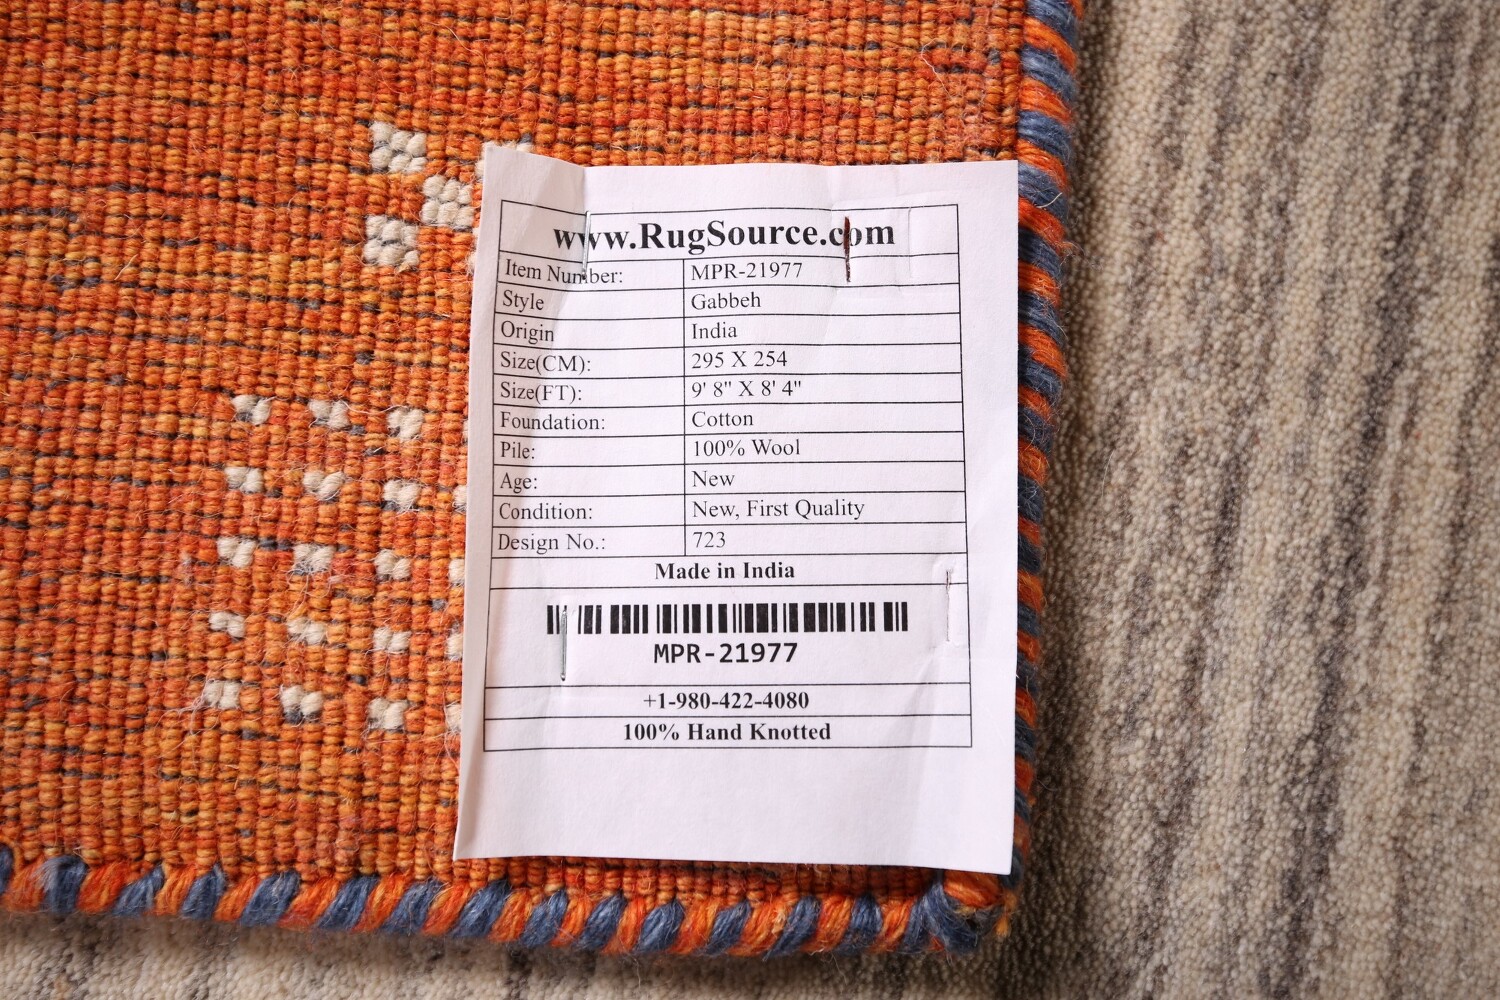 www.RugSource.com
Item Number: MPR-21977
Style Gabbeh
Origin India
Size(CM): 295 X 254
Size(FT): 9' 8" X 8' 4"
Foundation: Cotton
Pile: 100% Wool
Age: New
Condition: New, First Quality
Design No.: 723
Made in India
MPR-21977
+1-980-422-4080
100% Hand Knotted